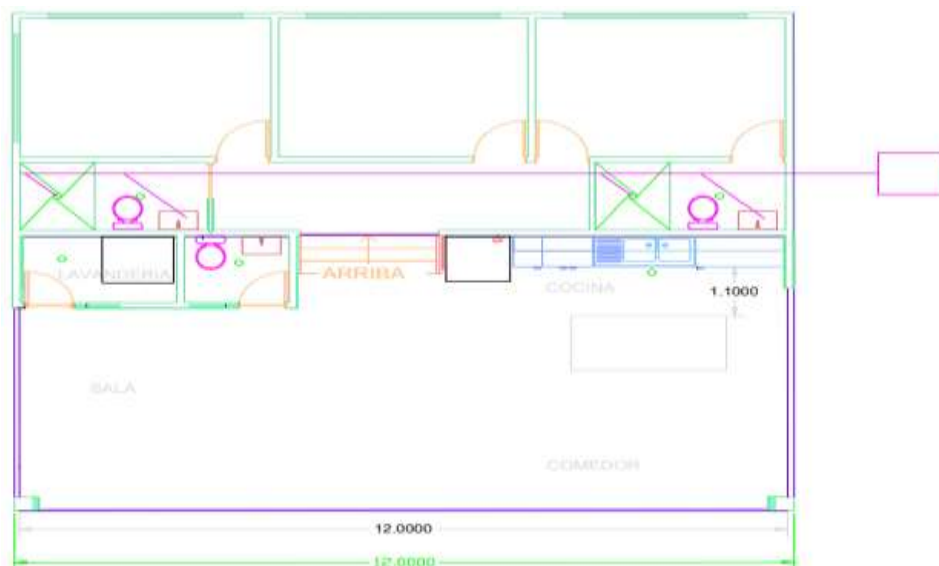 LAVANDERIA
ARRIBA
COCINA
1.1000
SALA
COMEDOR
12.0000
12.0000